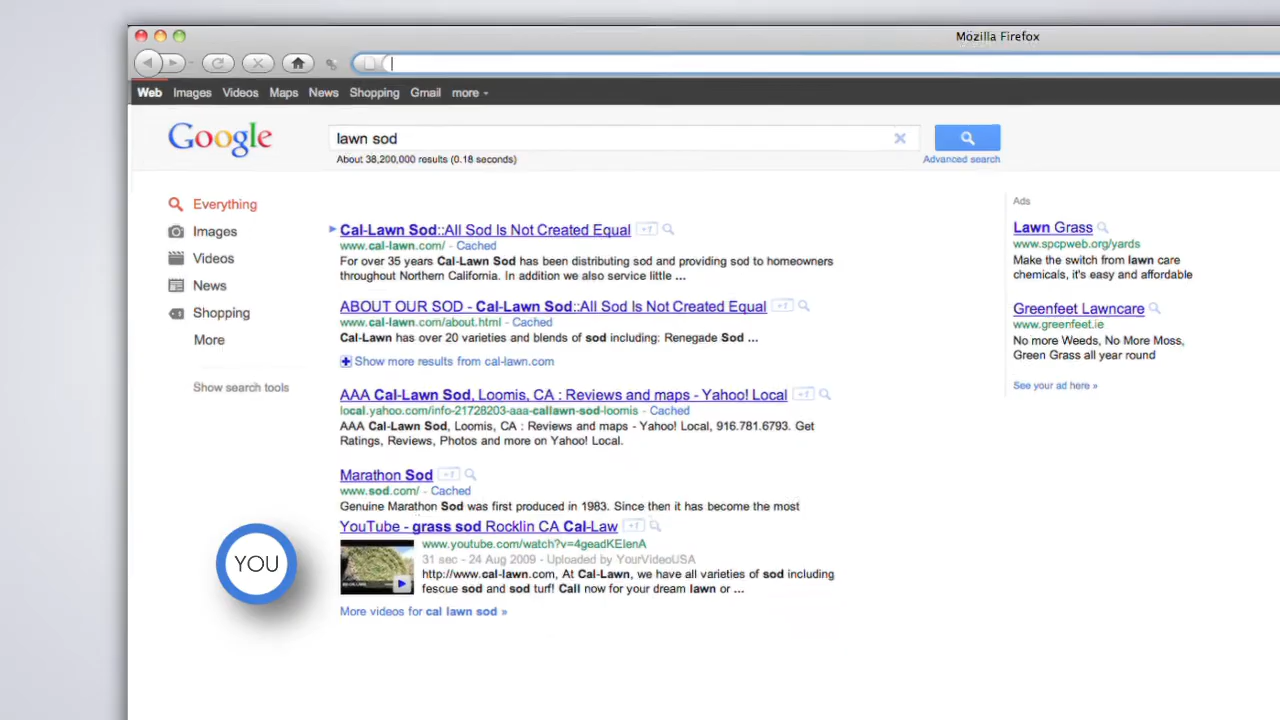 Mozilla Firefox
Web Images Videos Maps News Shopping Gmail more
Google
lawn sod
About 38,200,000 results (0.18 seconds)
Advanced search
Everything
Images
Videos
News
Shopping
More
Show search tools
Cal-Lawn Sod::All Sod Is Not Created Equal +1
www.cal-lawn.com/ - Cached
For over 35 years Cal-Lawn Sod has been distributing sod and providing sod to homeowners
throughout Northern California. In addition we also service little ...
ABOUT OUR SOD - Cal-Lawn Sod::All Sod Is Not Created Equal +1
www.cal-lawn.com/about.html - Cached
Cal-Lawn has over 20 varieties and blends of sod including: Renegade Sod ...
Show more results from cal-lawn.com
AAA Cal-Lawn Sod, Loomis, CA : Reviews and maps - Yahoo! Local +1
local.yahoo.com/info-21728203-aaa-callawn-sod-loomis - Cached
AAA Cal-Lawn Sod, Loomis, CA : Reviews and maps - Yahoo! Local, 916.781.6793. Get
Ratings, Reviews, Photos and more on Yahoo! Local.
Marathon Sod +1
www.sod.com/ - Cached
Genuine Marathon Sod was first produced in 1983. Since then it has become the most
YouTube - grass sod Rocklin CA Cal-Law +1
www.youtube.com/watch?v=4geadKElenA
31 sec - 24 Aug 2009 - Uploaded by YourVideoUSA
http://www.cal-lawn.com, At Cal-Lawn, we have all varieties of sod including
fescue sod and sod turf! Call now for your dream lawn or ...
More videos for cal lawn sod »
YOU
Ads
Lawn Grass
www.spcpweb.org/yards
Make the switch from lawn care
chemicals, it's easy and affordable
Greenfeet Lawncare
www.greenfeet.ie
No more Weeds, No More Moss,
Green Grass all year round
See your ad here »